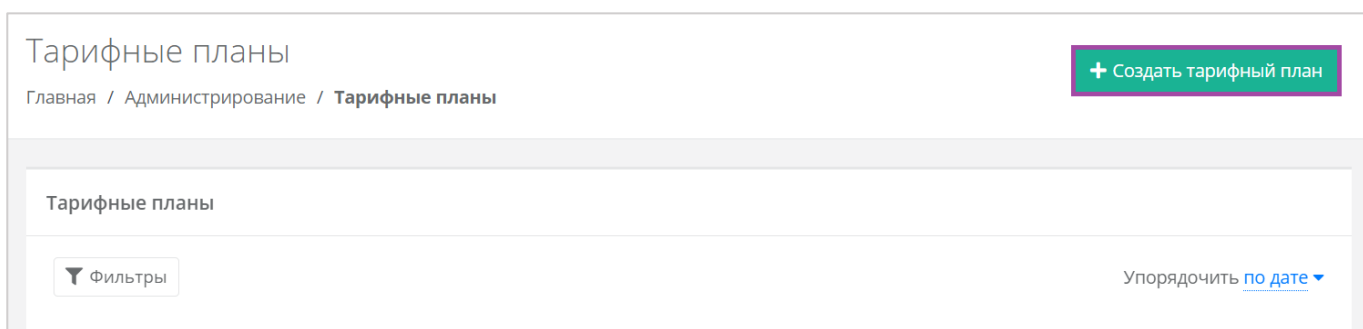 Тарифные планы
Создать тарифный план
Главная / Администрирование / Тарифные планы
Тарифные планы
Фильтры
Упорядочить по дате